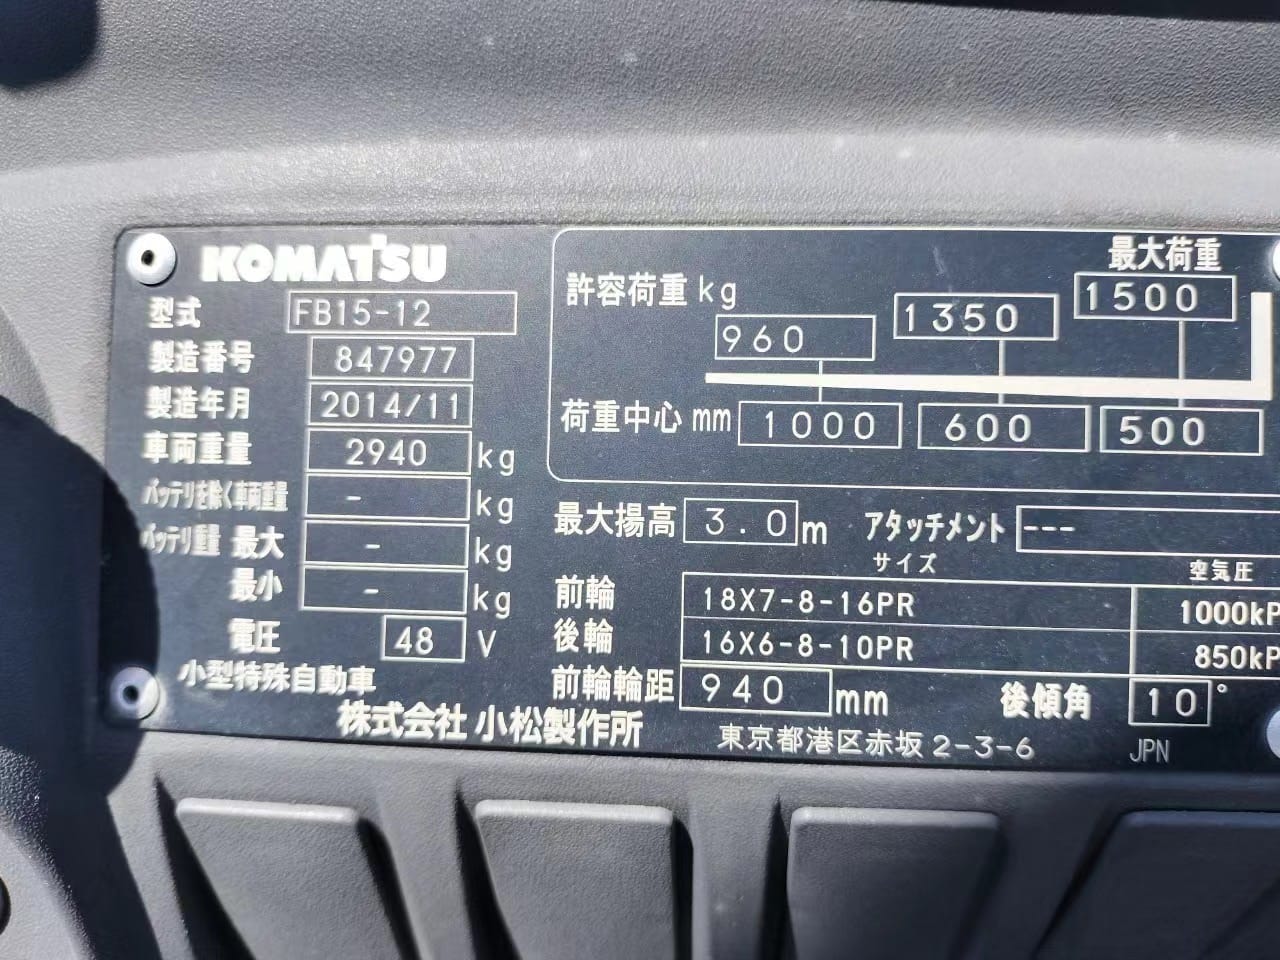 KOMATSU
型式 FB15-12
製造番号 847977
製造年月 2014/11
車両重量 2940 kg
バッテリを除く車両重量 - kg
バッテリ重量 最大 - kg
最小 - kg
電圧 48 V
小型特殊自動車
株式会社 小松製作所
最大荷重
許容荷重 kg 960 1350 1500
荷重中心 mm 1000 600 500
最大揚高 3.0 m アタッチメント ---
サイズ 空気圧
前輪 18X7-8-16PR 1000kP
後輪 16X6-8-10PR 850kP
前輪輪距 940 mm 後傾角 10°
東京都港区赤坂 2-3-6 JPN